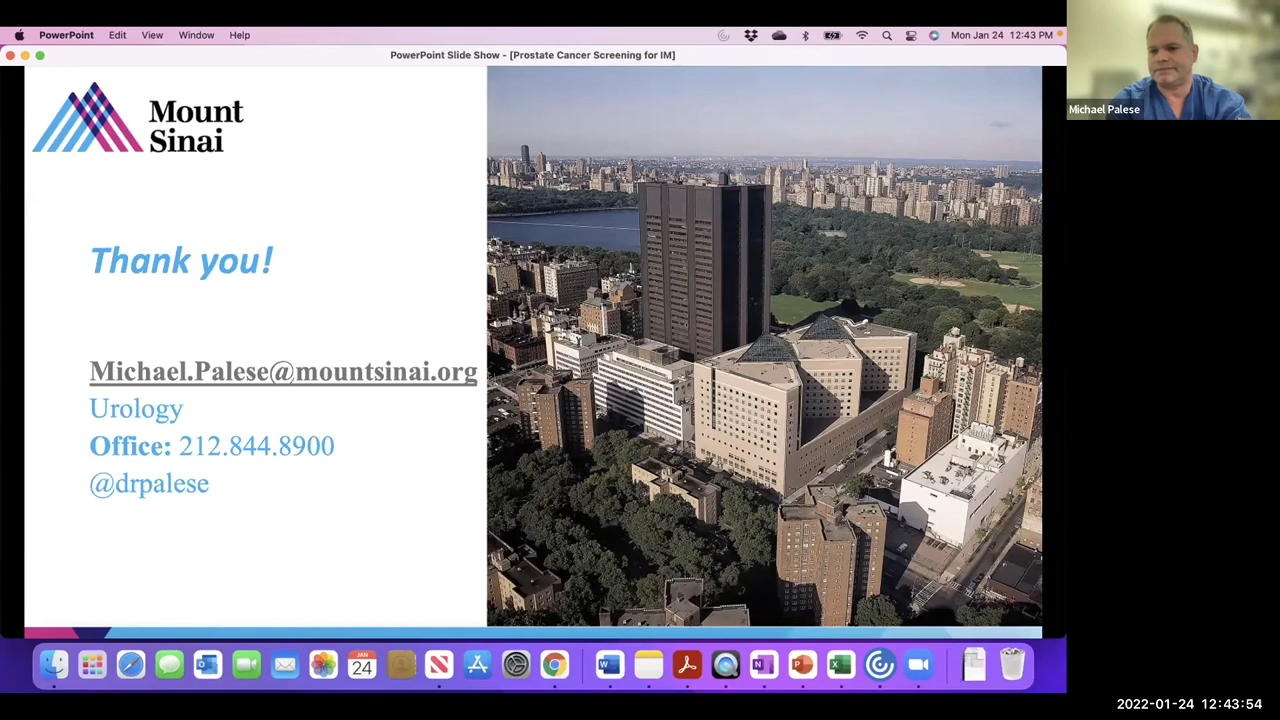 PowerPoint Edit View Window Help Mon Jan 24 12:43 PM
PowerPoint Slide Show - [Prostate Cancer Screening for IM]
Michael Palese
Mount
Sinai
Thank you!
Michael.Palese@mountsinai.org
Urology
Office: 212.844.8900
@drpalese
JAN
24
2022-01-24 12:43:54